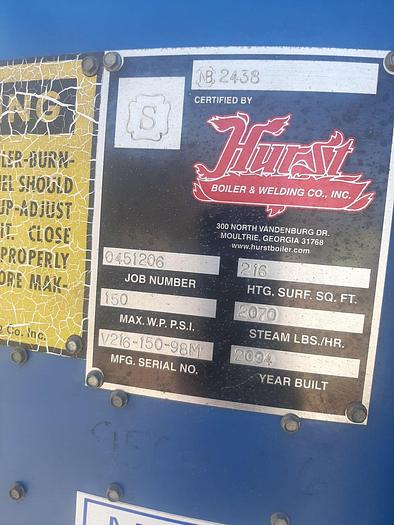 NB 2438
CERTIFIED BY
S
Hurst
BOILER & WELDING CO., INC.
300 NORTH VANDENBURG DR.
MOULTRIE, GEORGIA 31768
www.hurstboiler.com
0451206
JOB NUMBER
216
HTG. SURF. SQ. FT.
150
MAX. W.P. P.S.I.
2070
STEAM LBS./HR.
V216-150-98M
MFG. SERIAL NO.
YEAR BUILT
NG
LER-BURN-
EL SHOULD
UP-ADJUST
IT. CLOSE
PROPERLY
ORE MAK-
g Co., Inc.